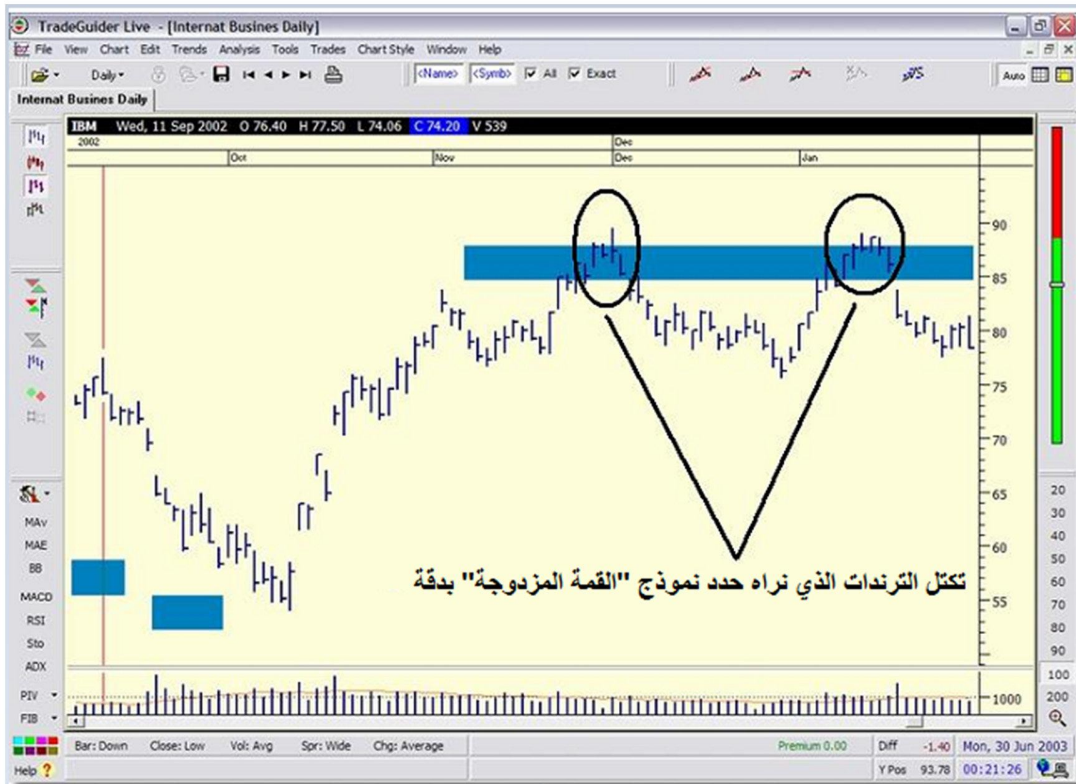 TradeGuider Live - [Internat Busines Daily]
File View Chart Edit Trends Analysis Tools Trades Chart Style Window Help
Daily <Name> <Symb> All Exact Auto
Internat Busines Daily
IBM Wed, 11 Sep 2002 O 76.40 H 77.50 L 74.06 C 74.20 V 539
2002 Dec
Oct Nov Dec Jan
90
85
80
75
70
65
60
55
تكتل الترندات الذي نراه حدد نموذج "القمة المزدوجة" بدقة
1000
MAv
MAE
BB
MACD
RSI
Sto
ADX
PIV
FIB
20
30
40
50
60
70
80
90
100
200
Bar: Down Close: Low Vol: Avg Spr: Wide Chg: Average Premium 0.00 Diff -1.40 Mon, 30 Jun 2003
Help ? Y Pos 93.78 00:21:26